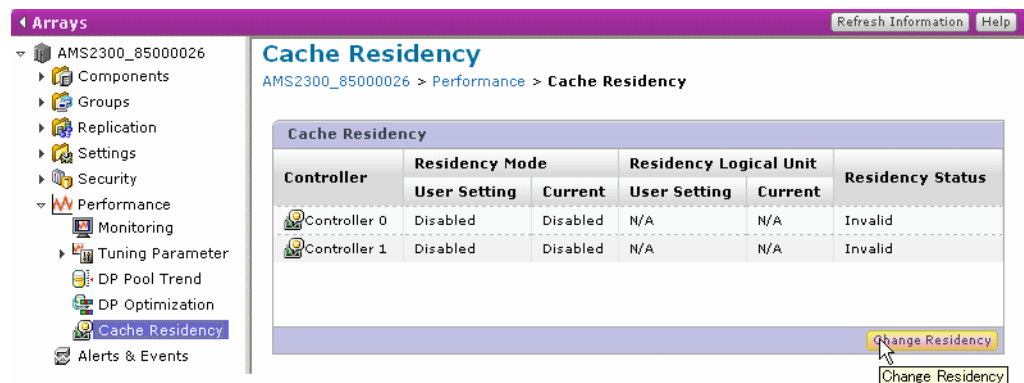 Arrays
Refresh Information
Help
AMS2300_85000026
Components
Groups
Replication
Settings
Security
Performance
Monitoring
Tuning Parameter
DP Pool Trend
DP Optimization
Cache Residency
Alerts & Events
Cache Residency
AMS2300_85000026 > Performance > Cache Residency
Cache Residency
Controller Residency Mode Residency Logical Unit Residency Status
User Setting Current User Setting Current
Controller 0 Disabled Disabled N/A N/A Invalid
Controller 1 Disabled Disabled N/A N/A Invalid
Change Residency
Change Residency